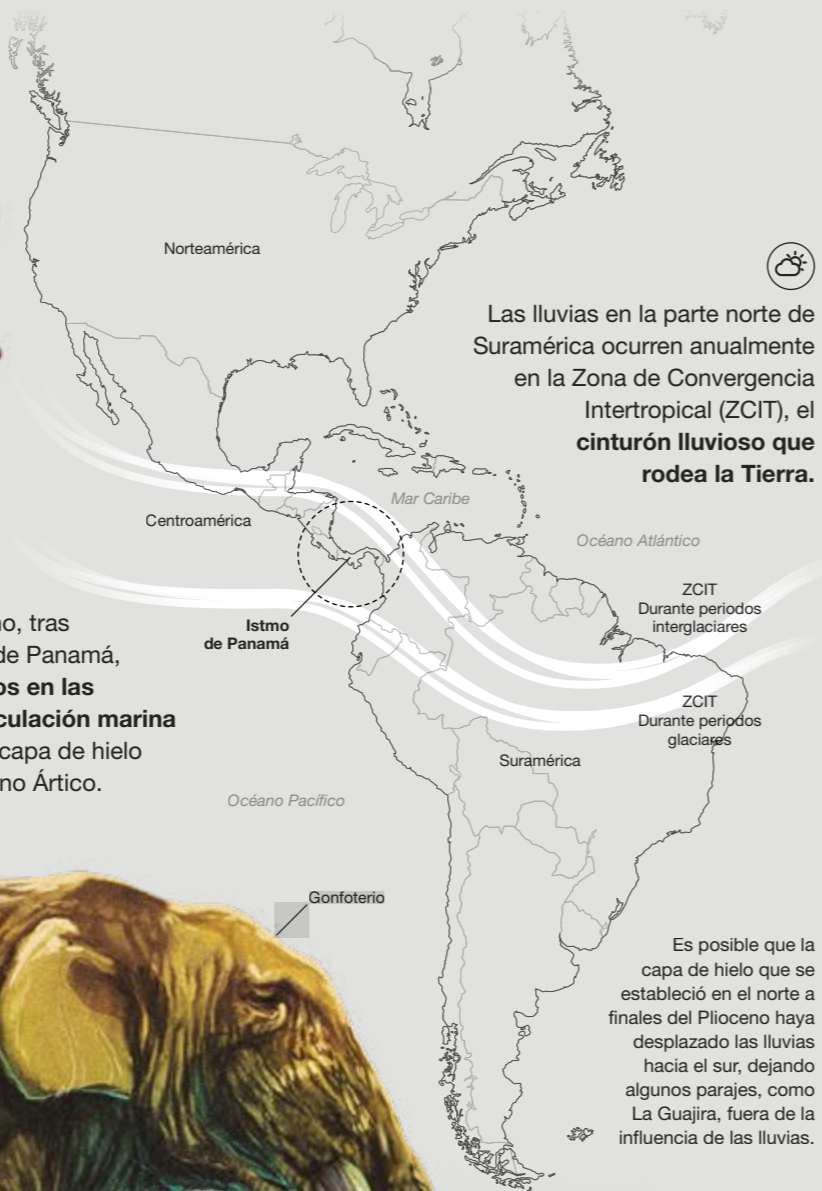 Norteamérica
Las lluvias en la parte norte de
Suramérica ocurren anualmente
en la Zona de Convergencia
Intertropical (ZCIT), el
cinturón lluvioso que
rodea la Tierra.
Mar Caribe
Centroamérica
Océano Atlántico
ZCIT
Durante periodos
interglaciares
Istmo
de Panamá
no, tras
de Panamá,
os en las
culación marina
capa de hielo
no Ártico.
ZCIT
Durante periodos
glaciares
Suramérica
Océano Pacífico
Gonfoterio
Es posible que la
capa de hielo que se
estableció en el norte a
finales del Plioceno haya
desplazado las lluvias
hacia el sur, dejando
algunos parajes, como
La Guajira, fuera de la
influencia de las lluvias.